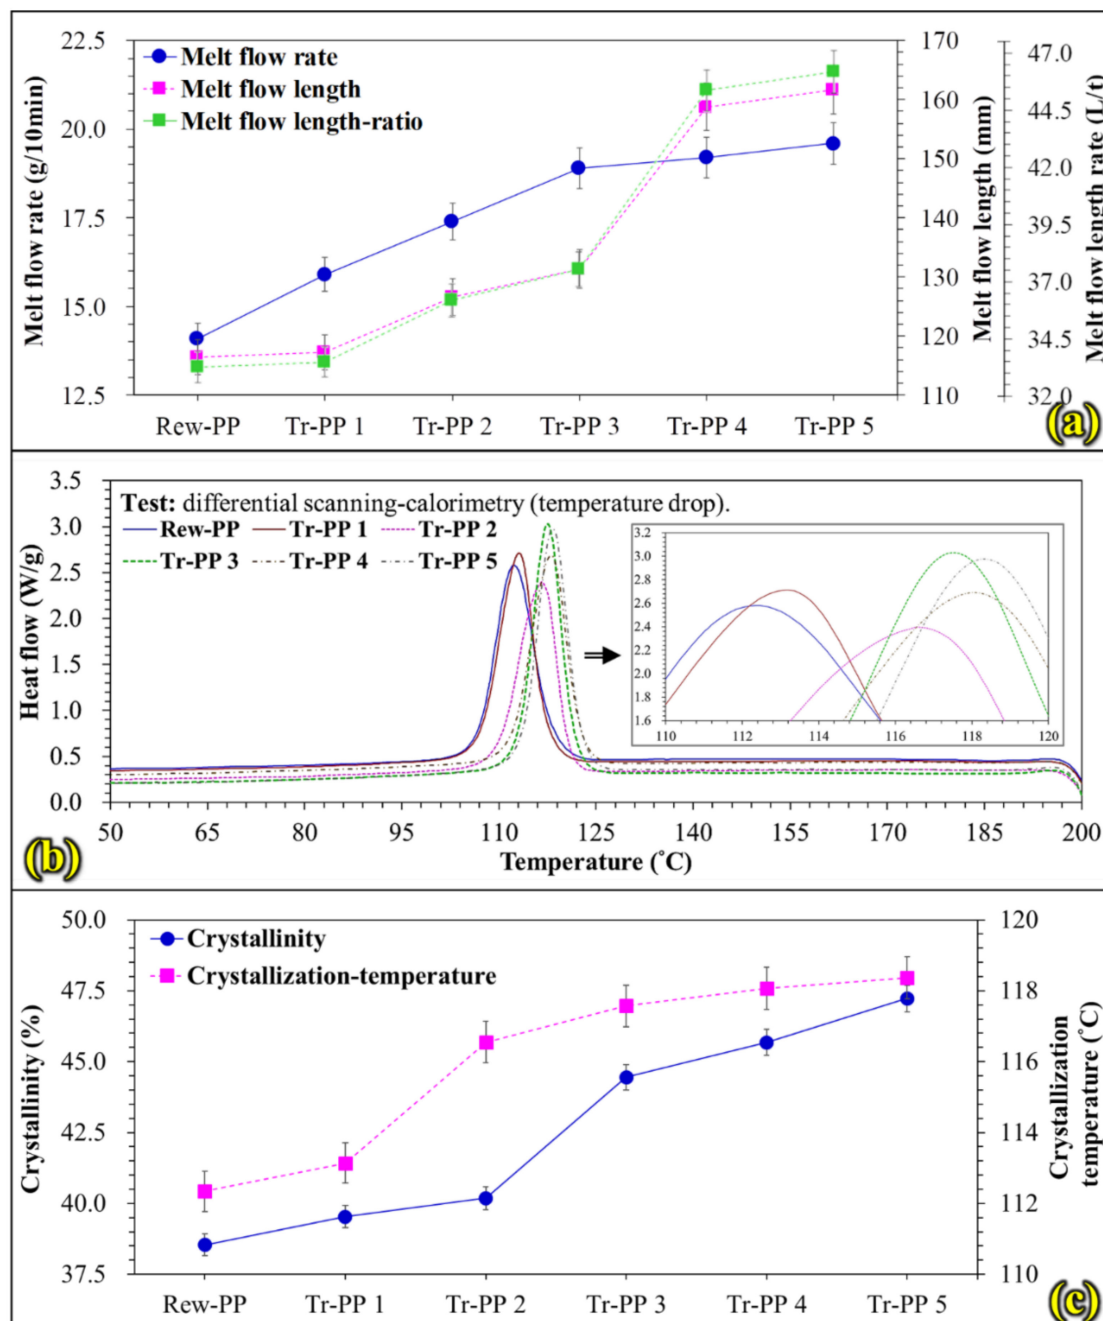 Melt flow rate (g/10min)
22.5
20.0
17.5
15.0
12.5
Melt flow rate
Melt flow length
Melt flow length-ratio
170
160
150
140
130
120
110
Melt flow length (mm)
47.0
44.5
42.0
39.5
37.0
34.5
32.0
Melt flow length rate (L/t)
Rew-PP Tr-PP 1 Tr-PP 2 Tr-PP 3 Tr-PP 4 Tr-PP 5
(a)
Heat flow (W/g)
3.5
3.0
2.5
2.0
1.5
1.0
0.5
0.0
Test: differential scanning-calorimetry (temperature drop).
Rew-PP Tr-PP 1 Tr-PP 2
Tr-PP 3 Tr-PP 4 Tr-PP 5
3.2
3.0
2.8
2.6
2.4
2.2
2.0
1.8
1.6
110 112 114 116 118 120
50 65 80 95 110 125 140 155 170 185 200
Temperature (°C)
(b)
Crystallinity (%)
50.0
47.5
45.0
42.5
40.0
37.5
Crystallinity
Crystallization-temperature
120
118
116
114
112
110
Crystallization
temperature (°C)
Rew-PP Tr-PP 1 Tr-PP 2 Tr-PP 3 Tr-PP 4 Tr-PP 5
(c)